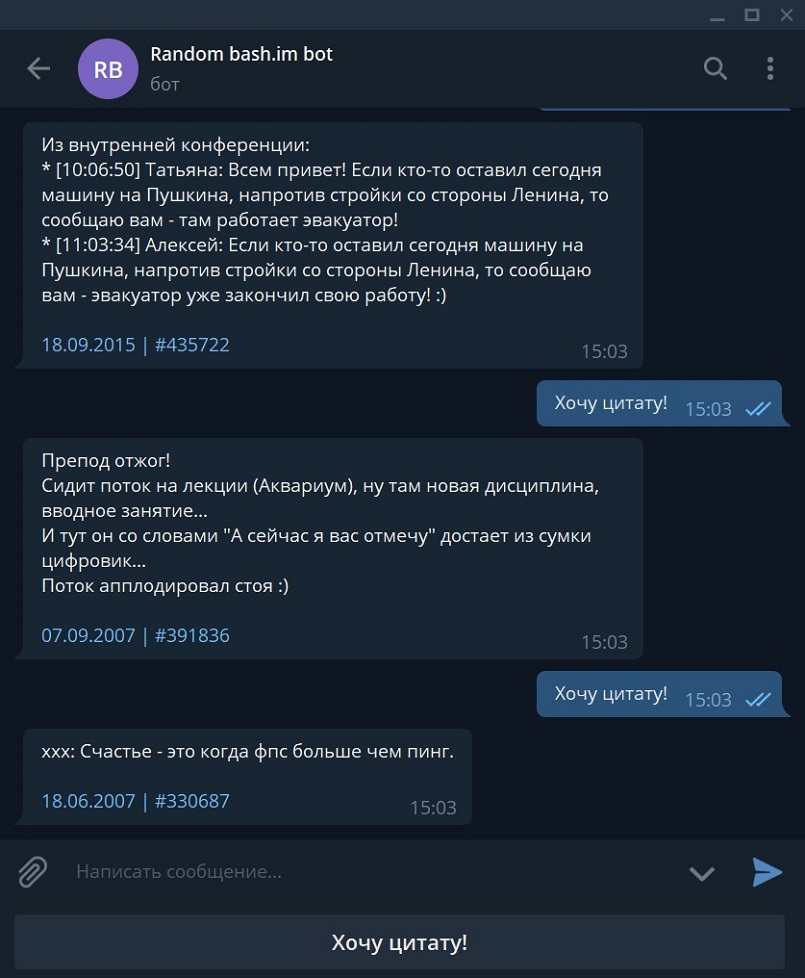 RB
Random bash.im bot
бот
Из внутренней конференции:
* [10:06:50] Татьяна: Всем привет! Если кто-то оставил сегодня
машину на Пушкина, напротив стройки со стороны Ленина, то
сообщаю вам - там работает эвакуатор!
* [11:03:34] Алексей: Если кто-то оставил сегодня машину на
Пушкина, напротив стройки со стороны Ленина, то сообщаю
вам - эвакуатор уже закончил свою работу! :)
18.09.2015 | #435722
15:03
Хочу цитату!
15:03
Препод отжог!
Сидит поток на лекции (Аквариум), ну там новая дисциплина,
вводное занятие...
И тут он со словами "А сейчас я вас отмечу" достает из сумки
цифровик...
Поток апплодировал стоя :)
07.09.2007 | #391836
15:03
Хочу цитату!
15:03
xxx: Счастье - это когда фпс больше чем пинг.
18.06.2007 | #330687
15:03
Написать сообщение...
Хочу цитату!